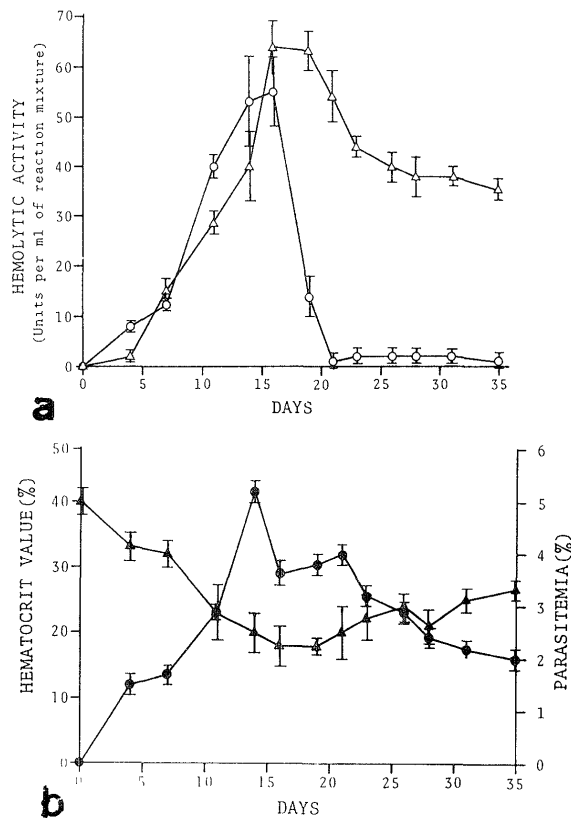 70
60
50
40
30
20
10
0
HEMOLYTIC ACTIVITY
(Units per ml of reaction mixture)
0 5 10 15 20 25 30 35
DAYS
a
50
40
30
20
10
0
HEMATOCRIT VALUE(%)
6
5
4
3
2
1
0
PARASITEMIA(%)
0 5 10 15 20 25 30 35
DAYS
b